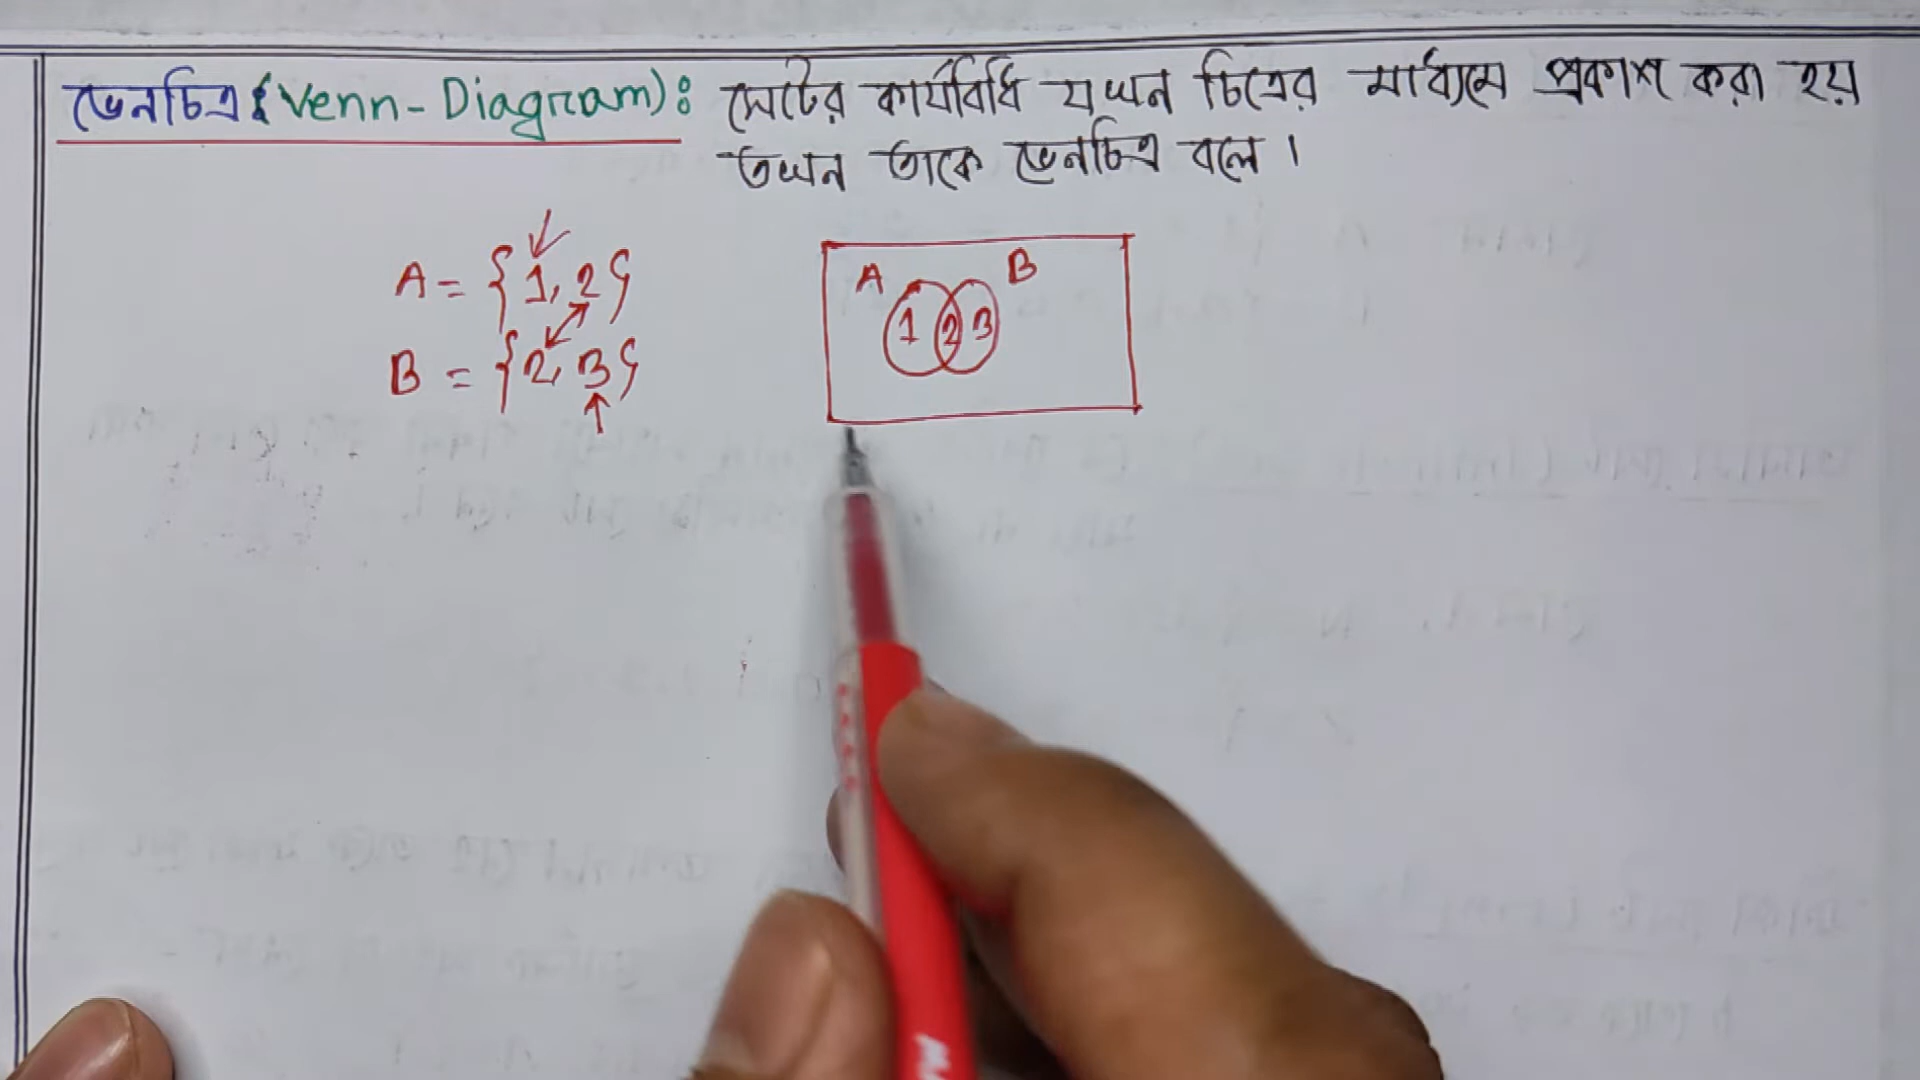 ভেনচিত্র (Venn-Diagram): সেটের কার্যবিধি যখন চিত্রের মাধ্যমে প্রকাশ করা হয়
তখন তাকে ভেনচিত্র বলে।
A = {1, 2}
B = {2, 3}
A B
1 2 3